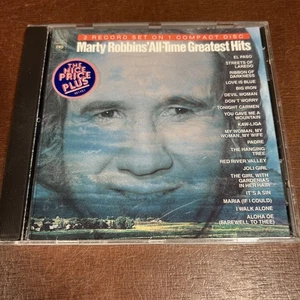 2 RECORD SET ON 1 COMPACT DISC
Marty Robbins' All-Time Greatest Hits
THE
NICE
PRICE
PLUS
EL PASO
STREETS OF
LAREDO
RIBBON OF
DARKNESS
LOVE IS BLUE
BIG IRON
DEVIL WOMAN
DON'T WORRY
TONIGHT CARMEN
YOU GAVE ME A
MOUNTAIN
KAW-LIGA
MY WOMAN, MY
WOMAN, MY WIFE
PADRE
THE HANGING
TREE
RED RIVER VALLEY
JOLI GIRL
THE GIRL WITH
GARDENIAS
IN HER HAIR
IT'S A SIN
MARIA (IF I COULD)
I WALK ALONE
ALOHA OE
(FAREWELL TO THEE)